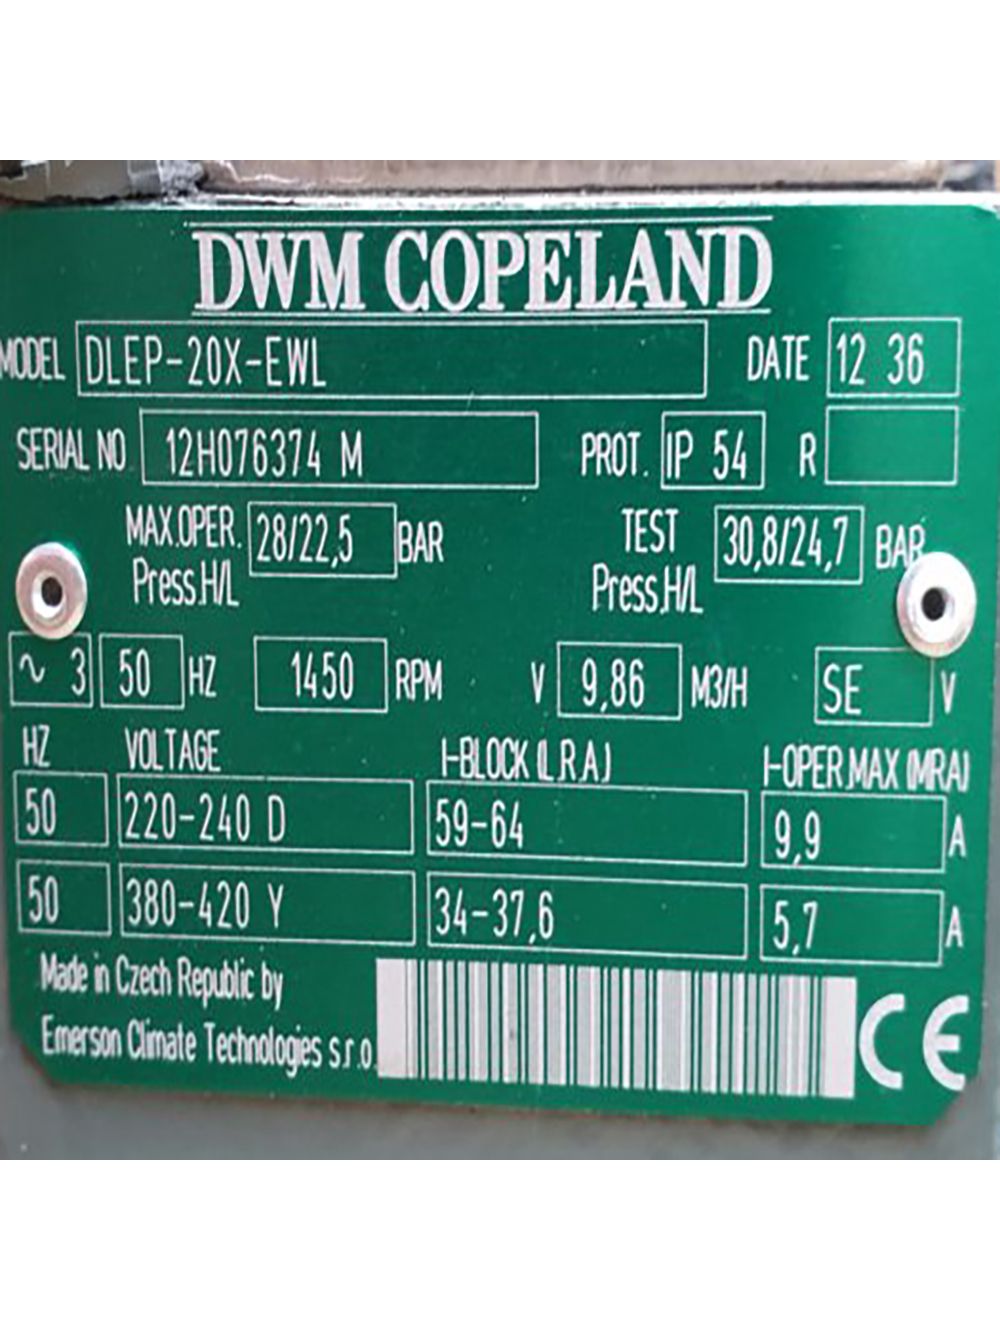 DWM COPELAND
MODEL DLEP-20X-EWL DATE 12 36
SERIAL NO 12H076374 M PROT. IP 54 R
MAX.OPER. Press.H/L 28/22,5 BAR TEST Press.H/L 30,8/24,7 BAR
~ 3 50 HZ 1450 RPM V 9,86 M3/H SE V
HZ VOLTAGE I-BLOCK (L.R.A.) I-OPER.MAX (MRA)
50 220-240 D 59-64 9,9 A
50 380-420 Y 34-37,6 5,7 A
Made in Czech Republic by
Emerson Climate Technologies s.r.o. CE